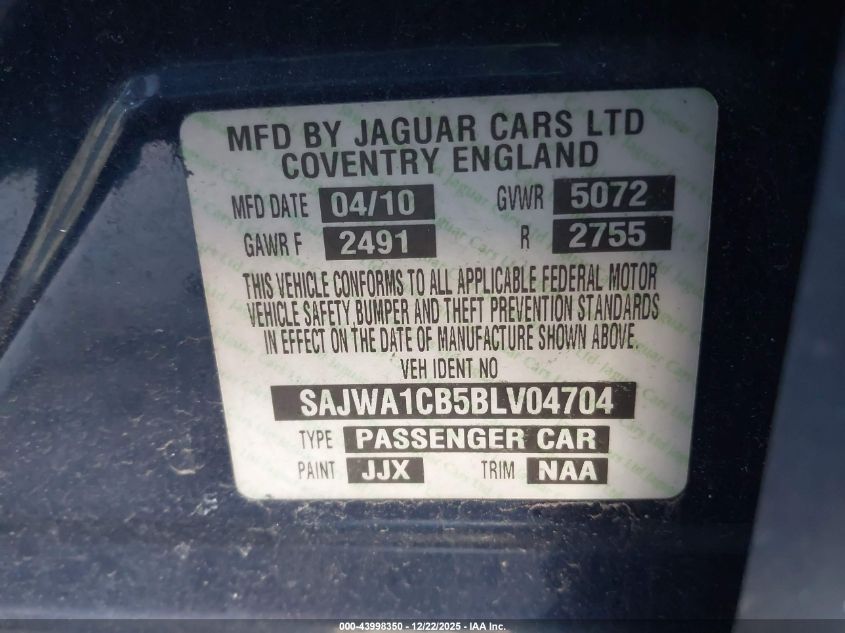 MFD BY JAGUAR CARS LTD
COVENTRY ENGLAND
MFD DATE 04/10 GVWR 5072
GAWR F 2491 R 2755
THIS VEHICLE CONFORMS TO ALL APPLICABLE FEDERAL MOTOR
VEHICLE SAFETY BUMPER AND THEFT PREVENTION STANDARDS
IN EFFECT ON THE DATE OF MANUFACTURE SHOWN ABOVE.
VEH IDENT NO
SAJWA1CB5BLV04704
TYPE PASSENGER CAR
PAINT JJX TRIM NAA
000-43998350 - 12/22/2025 - IAA Inc.